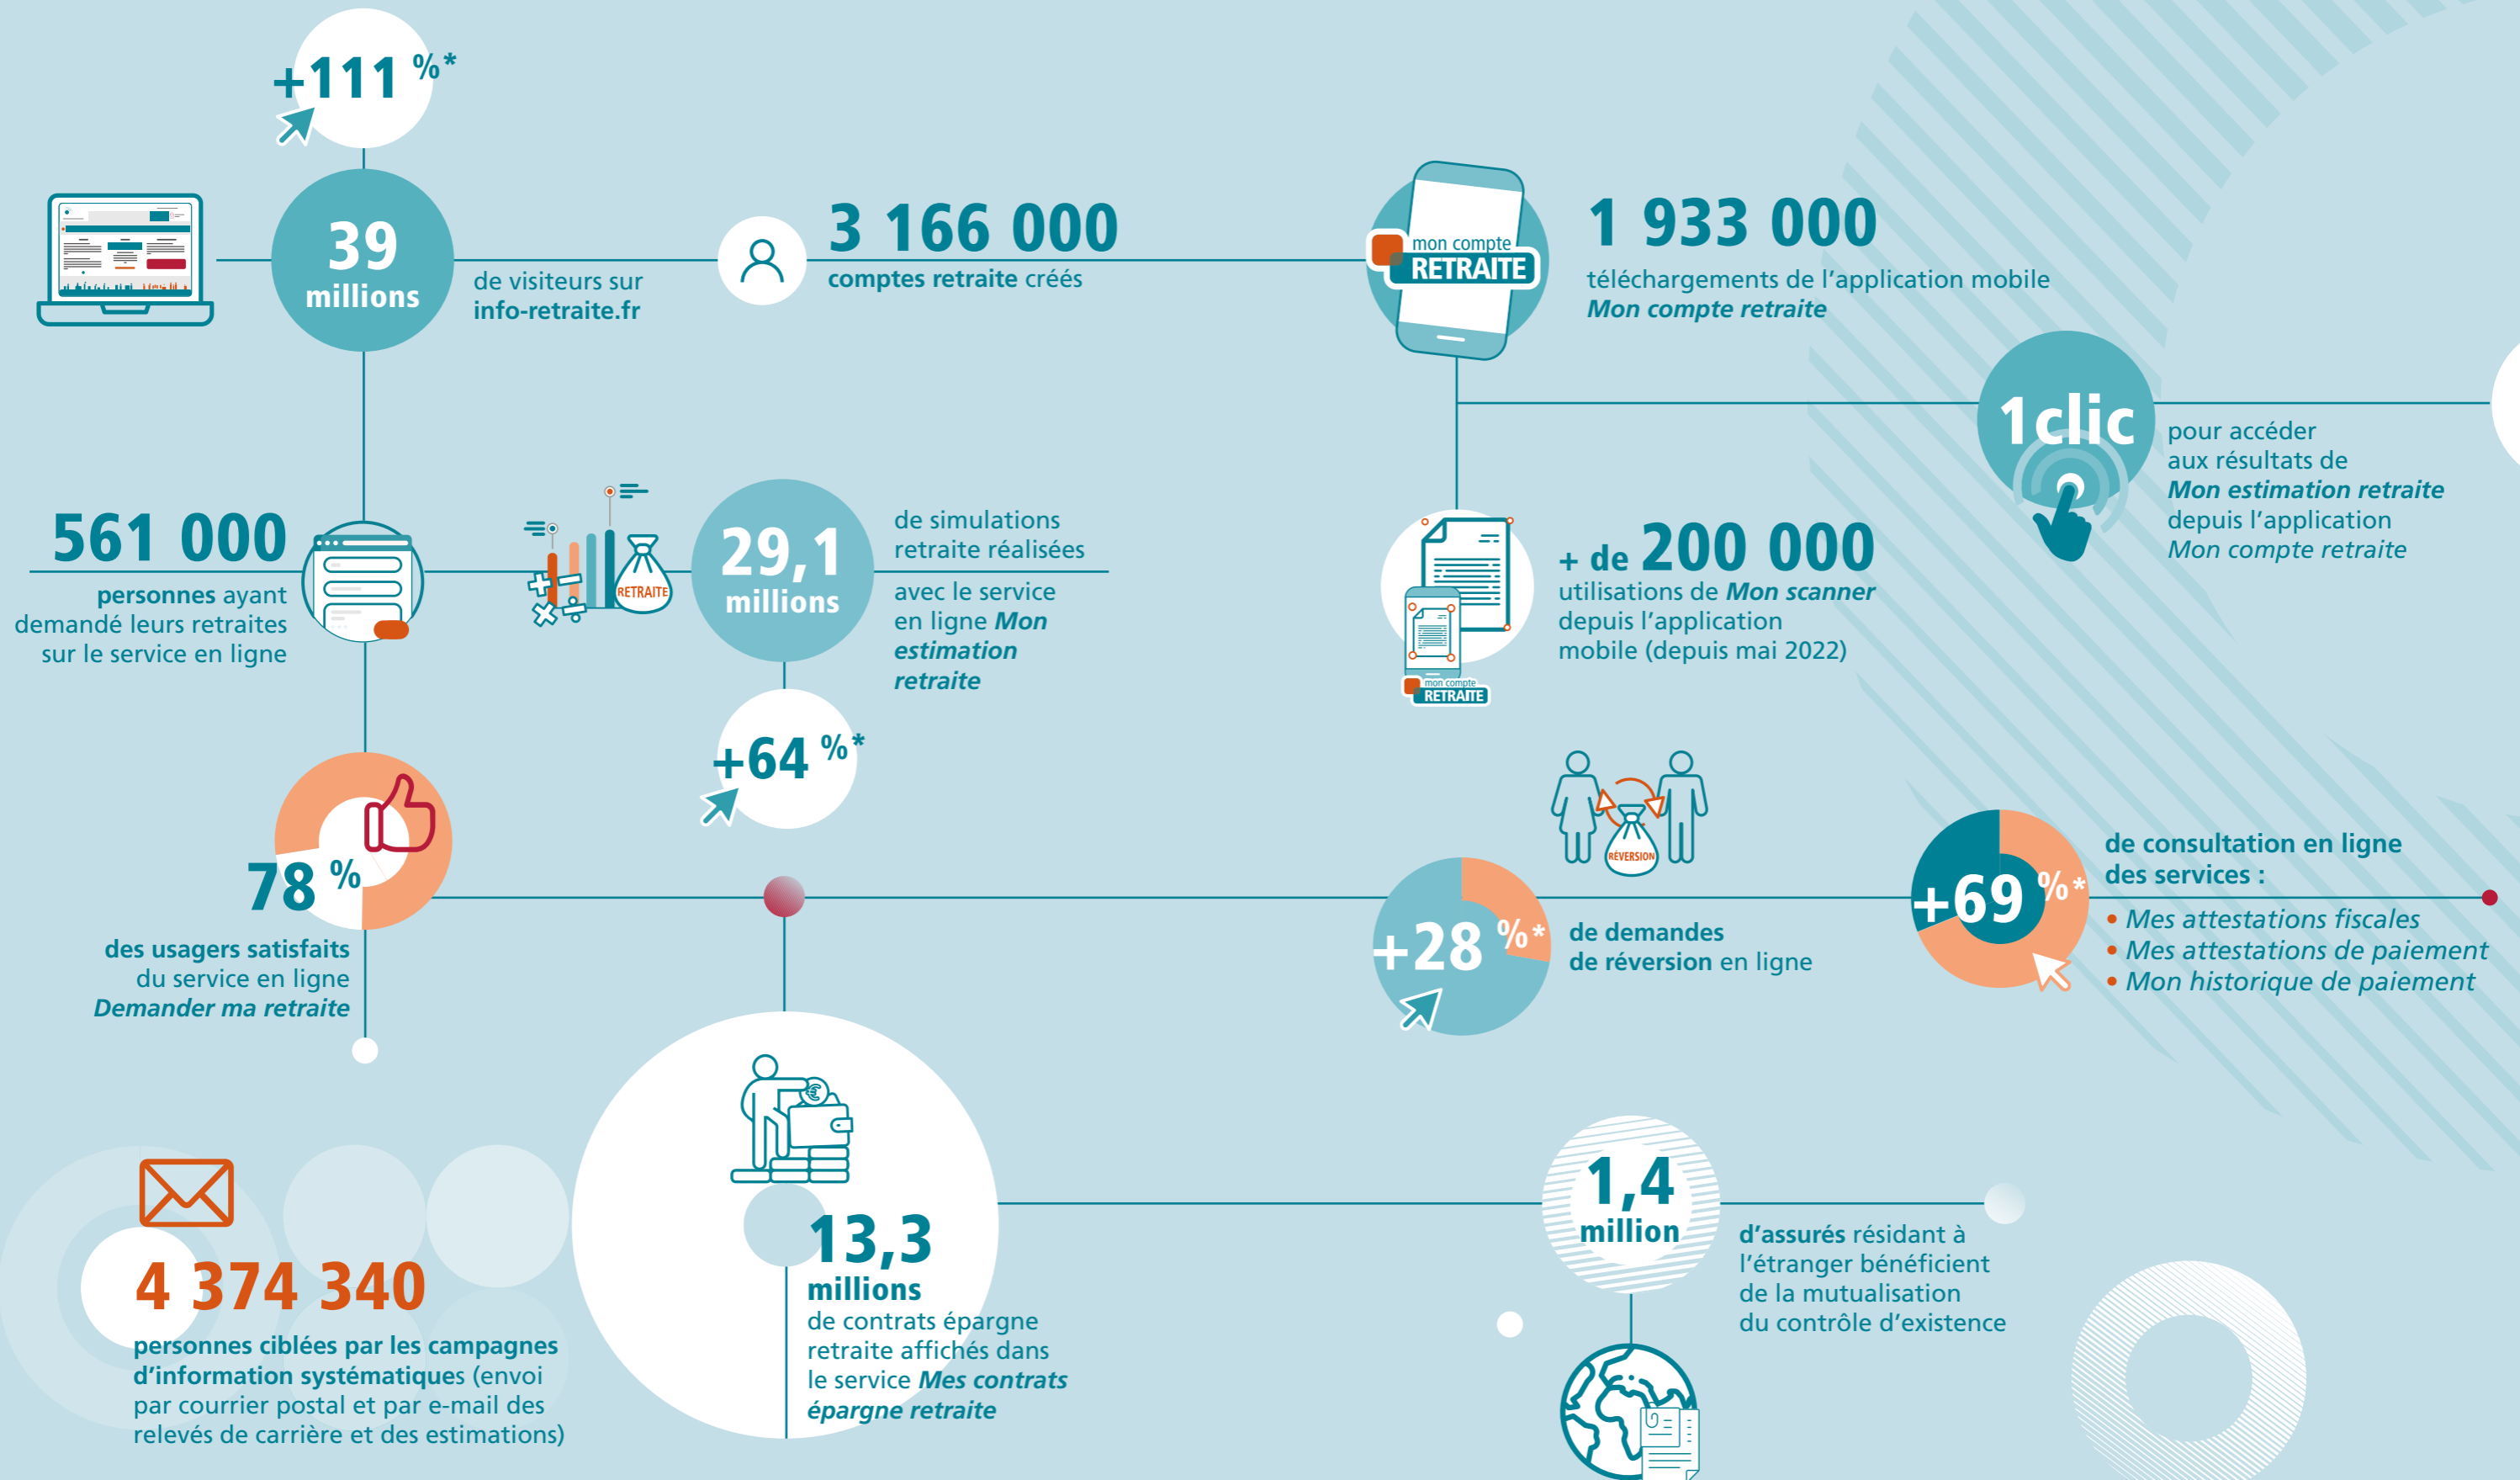 +111 %*
39
millions
de visiteurs sur
info-retraite.fr
3 166 000
comptes retraite créés
mon compte
RETRAITE
1 933 000
téléchargements de l'application mobile
Mon compte retraite
1clic
pour accéder
aux résultats de
Mon estimation retraite
depuis l'application
Mon compte retraite
561 000
personnes ayant
demandé leurs retraites
sur le service en ligne
RETRAITE
29,1
millions
de simulations
retraite réalisées
avec le service
en ligne Mon
estimation
retraite
+64 %*
+ de 200 000
utilisations de Mon scanner
depuis l'application
mobile (depuis mai 2022)
mon compte
RETRAITE
78 %
des usagers satisfaits
du service en ligne
Demander ma retraite
RÉVERSION
+28 %*
de demandes
de réversion en ligne
+69 %*
de consultation en ligne
des services :
• Mes attestations fiscales
• Mes attestations de paiement
• Mon historique de paiement
4 374 340
personnes ciblées par les campagnes
d'information systématiques (envoi
par courrier postal et par e-mail des
relevés de carrière et des estimations)
€
13,3
millions
de contrats épargne
retraite affichés dans
le service Mes contrats
épargne retraite
1,4
million
d'assurés résidant à
l'étranger bénéficient
de la mutualisation
du contrôle d'existence